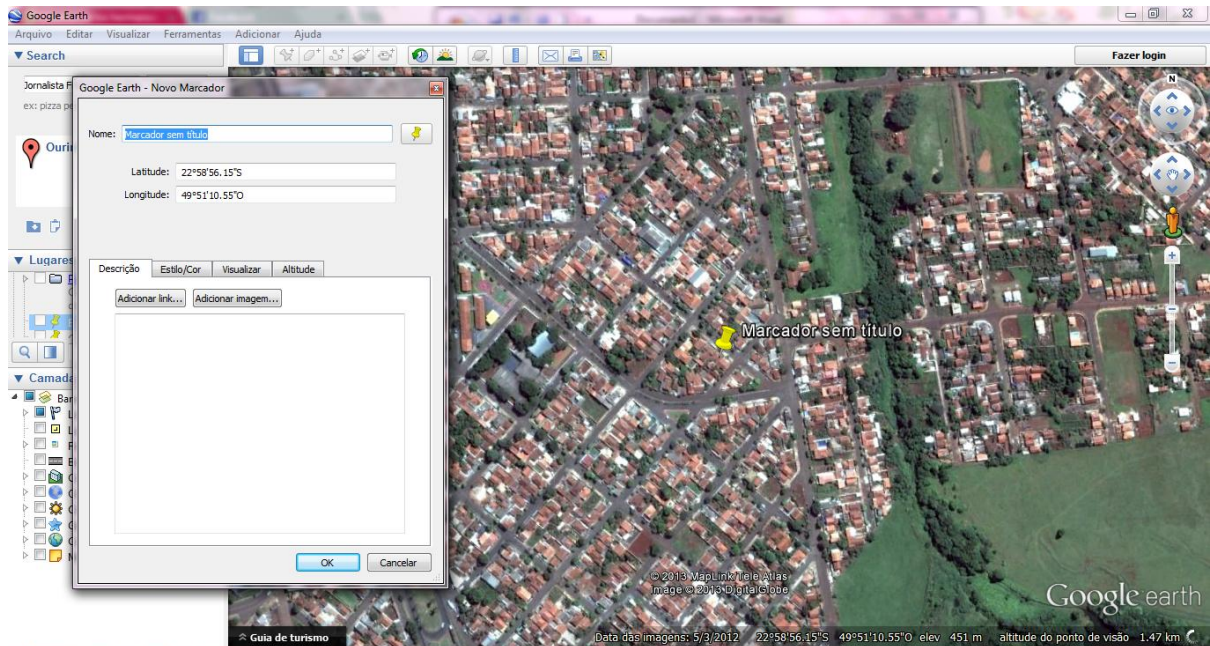 Google Earth
Arquivo Editar Visualizar Ferramentas Adicionar Ajuda
Search
Fazer login
Jornalista F
ex: pizza pe
Ouri
Lugares
Camada
Bar
Google Earth - Novo Marcador
Nome: Marcador sem título
Latitude: 22°58'56.15"S
Longitude: 49°51'10.55"O
Descrição Estilo/Cor Visualizar Altitude
Adicionar link... Adicionar imagem...
OK Cancelar
N
Marcador sem título
© 2013 MapLink/Tele Atlas
Image © 2013 DigitalGlobe
Google earth
Guia de turismo
Data das imagens: 5/3/2012 22°58'56.15"S 49°51'10.55"O elev 451 m altitude do ponto de visão 1.47 km